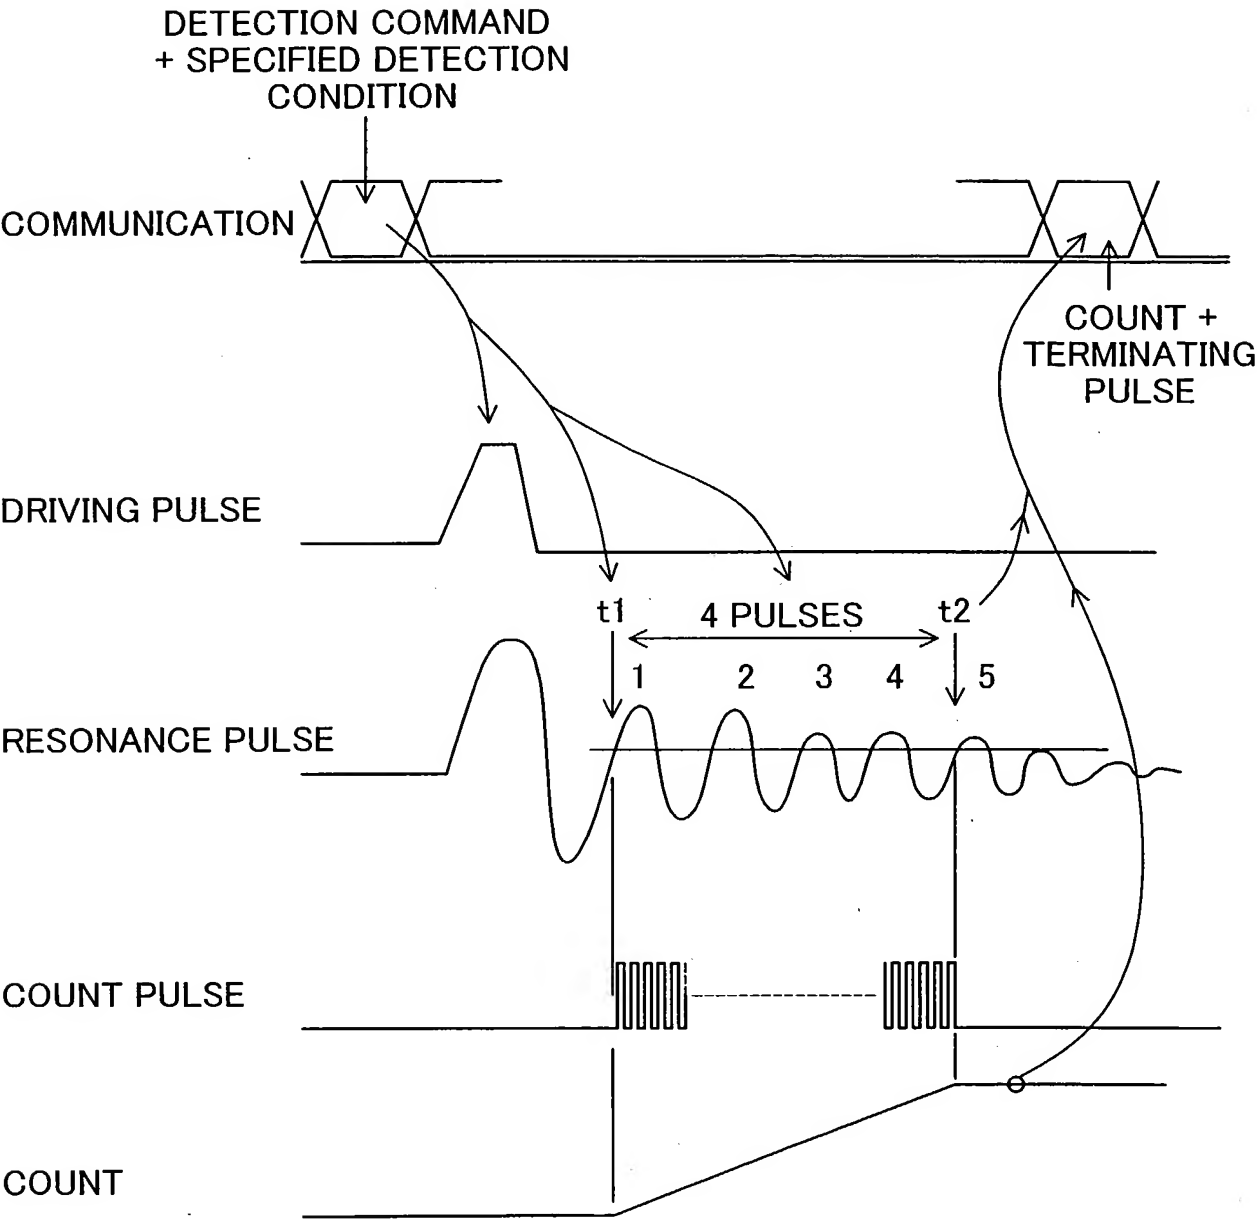 DETECTION COMMAND
+ SPECIFIED DETECTION
CONDITION
COMMUNICATION
COUNT +
TERMINATING
PULSE
DRIVING PULSE
t1
4 PULSES
t2
1 2 3 4 5
RESONANCE PULSE
COUNT PULSE
COUNT